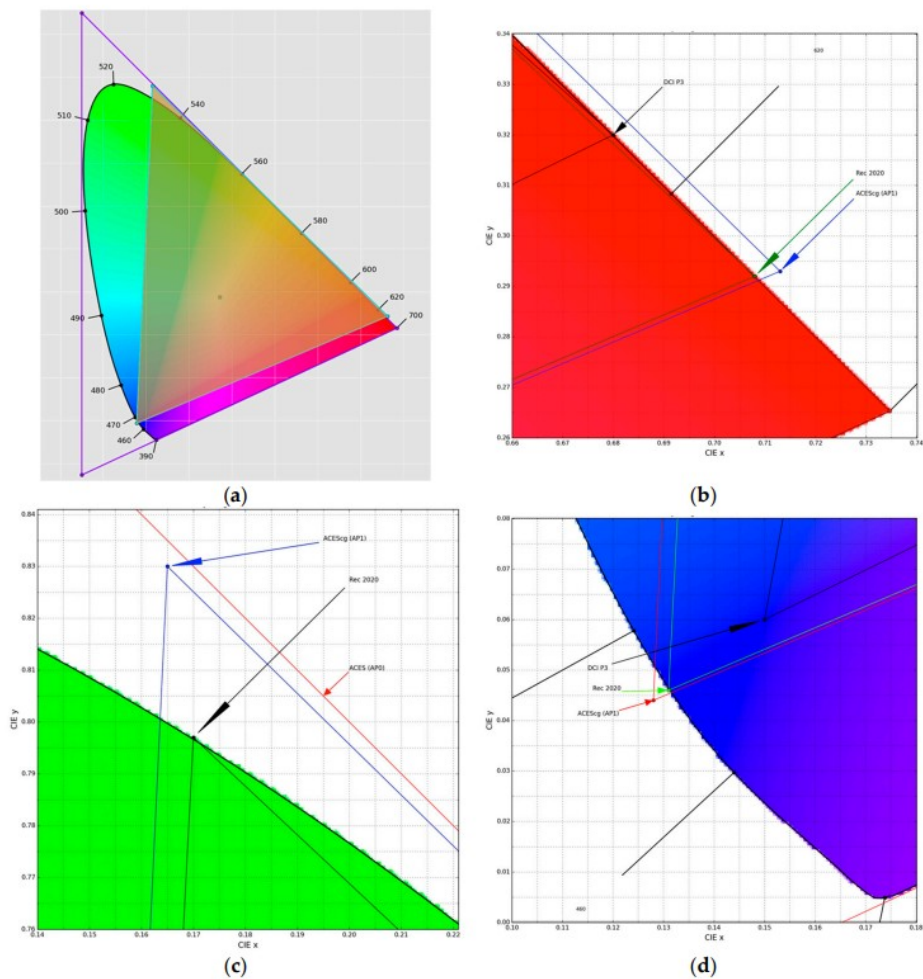 520
510
540
560
500
580
600
490
620
700
480
470
460
390
(a)
0.34
0.33
0.32
0.31
0.30
0.29
0.28
0.27
0.26
CIE y
620
DCI P3
Rec 2020
ACEScg (AP1)
0.66 0.67 0.68 0.69 0.70 0.71 0.72 0.73 0.74
CIE x
(b)
0.84
0.83
0.82
0.81
0.80
0.79
0.78
0.77
0.76
CIE y
ACEScg (AP1)
Rec 2020
ACES (AP0)
0.14 0.15 0.16 0.17 0.18 0.19 0.20 0.21 0.22
CIE x
(c)
0.08
0.07
0.06
0.05
0.04
0.03
0.02
0.01
0.00
CIE y
DCI P3
Rec 2020
ACEScg (AP1)
460
0.10 0.11 0.12 0.13 0.14 0.15 0.16 0.17 0.18
CIE x
(d)